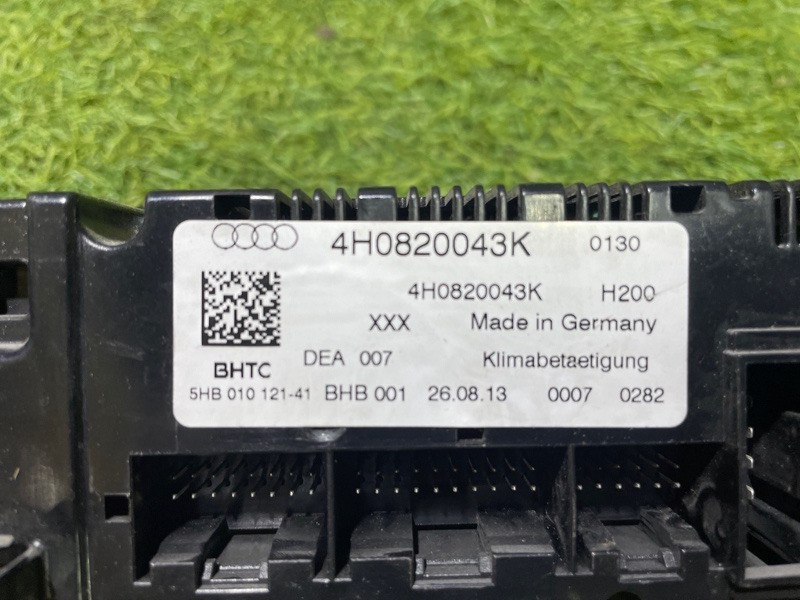 4H0820043K 0130
4H0820043K H200
XXX Made in Germany
DEA 007 Klimabetaetigung
BHTC
5HB 010 121-41 BHB 001 26.08.13 0007 0282